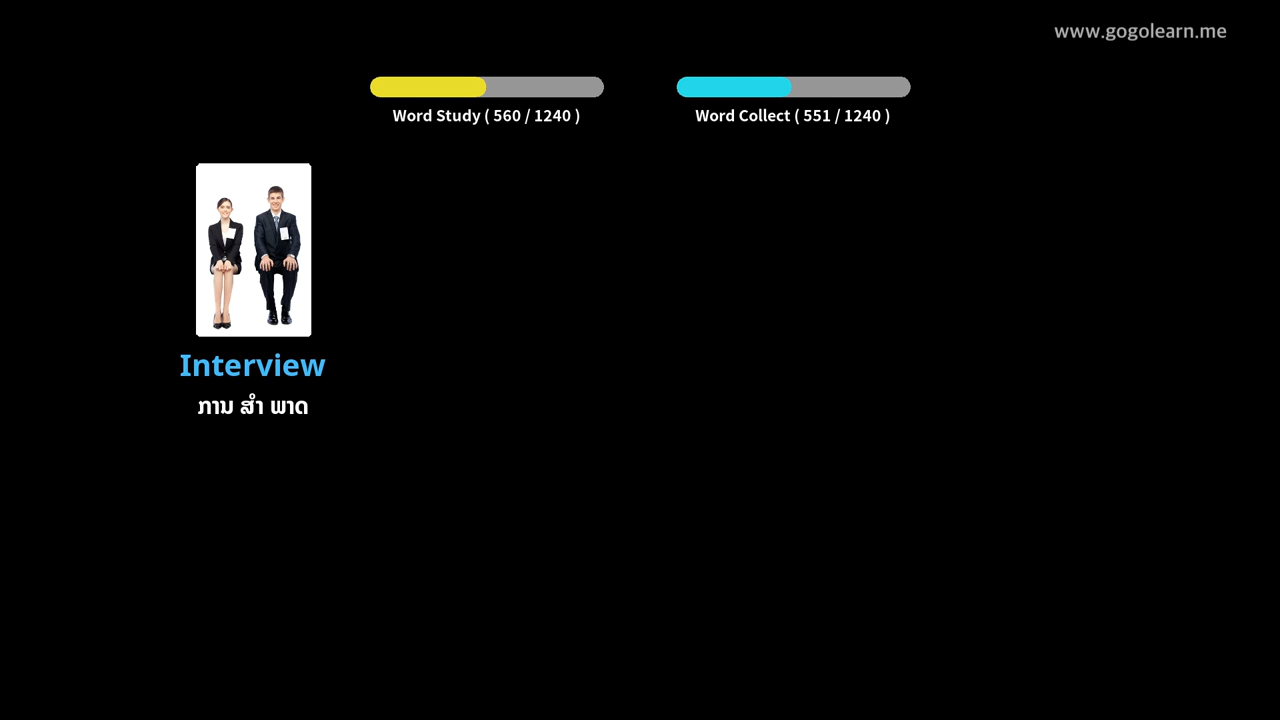 www.gogolearn.me
Word Study ( 560 / 1240 )
Word Collect ( 551 / 1240 )
Interview
ການ ສຳ ພາດ